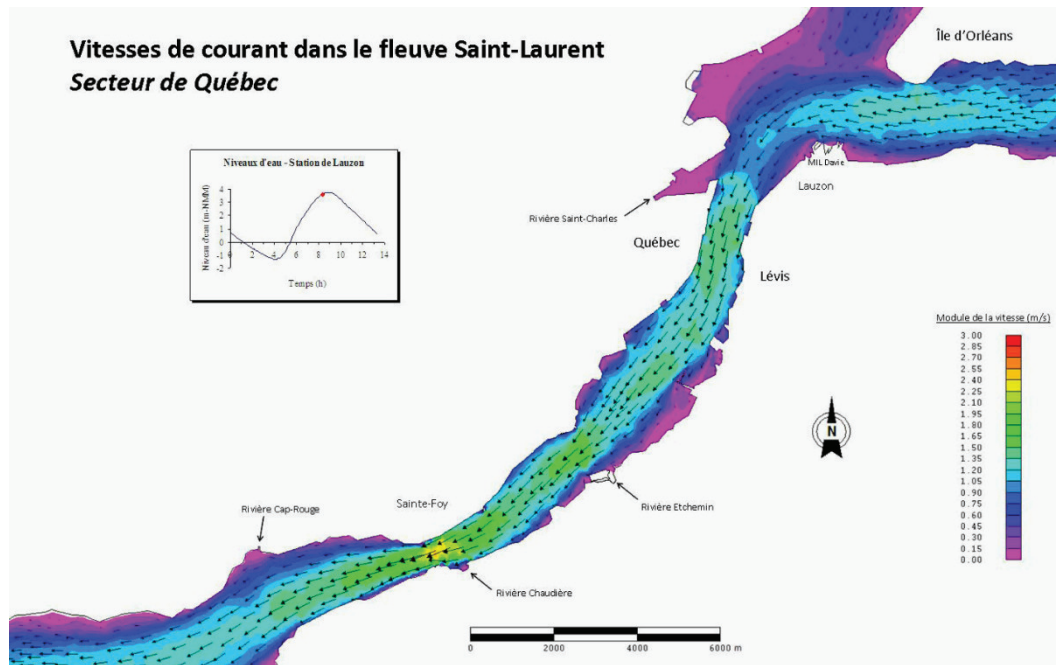 Vitesses de courant dans le fleuve Saint-Laurent
Secteur de Québec
Île d'Orléans
Niveaux d'eau - Station de Lauzon
Niveau d'eau (m-NMM)
4
3
2
1
0
-1
-2
0 2 4 6 8 10 12 14
Temps (h)
MIL Davie
Lauzon
Rivière Saint-Charles
Québec
Lévis
Module de la vitesse (m/s)
3.00
2.85
2.70
2.55
2.40
2.25
2.10
1.95
1.80
1.65
1.50
1.35
1.20
1.05
0.90
0.75
0.60
0.45
0.30
0.15
0.00
N
Sainte-Foy
Rivière Cap-Rouge
Rivière Etchemin
Rivière Chaudière
0 2000 4000 6000 m